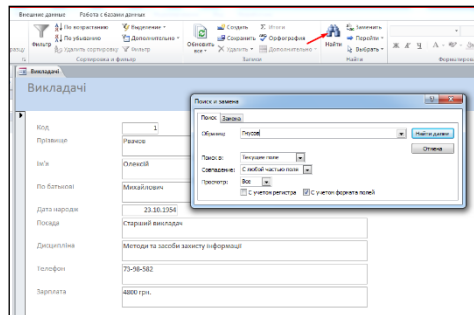 Внешние данные Работа с базами данных
Фильтр
По возрастанию
По убыванию
Удалить сортировку
Выделение
Дополнительно
Фильтр
Сортировка и фильтр
Обновить все
Создать
Сохранить
Удалить
Итоги
Орфография
Дополнительно
Записи
Найти
Заменить
Перейти
Выбрать
Найти
Ж К Ч А
Викладачі
Викладачі
Код 1
Прізвище
Ім'я Олексій
По батькові Михайлович
Дата народж 23.10.1954
Посада Старший викладач
Дисципліна Методи та засоби захисту інформації
Телефон 73-98-582
Зарплата 4800 грн.
Поиск и замена
Поиск Замена
Образец: Гнусов Найти далее
Отмена
Поиск в: Текущее поле
Совпадение: С любой частью поля
Просмотр: Все
С учетом регистра С учетом формата полей